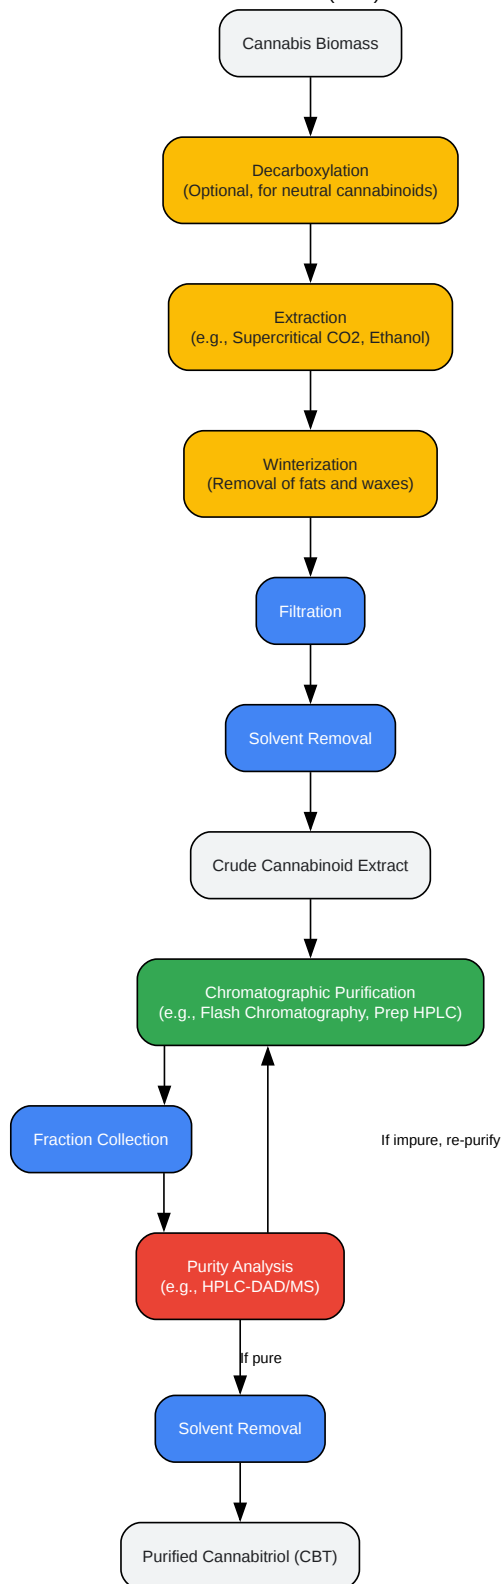 Cannabis Biomass
Decarboxylation
(Optional, for neutral cannabinoids)
Extraction
(e.g., Supercritical CO2, Ethanol)
Winterization
(Removal of fats and waxes)
Filtration
Solvent Removal
Crude Cannabinoid Extract
Chromatographic Purification
(e.g., Flash Chromatography, Prep HPLC)
Fraction Collection
If impure, re-purify
Purity Analysis
(e.g., HPLC-DAD/MS)
If pure
Solvent Removal
Purified Cannabitriol (CBT)